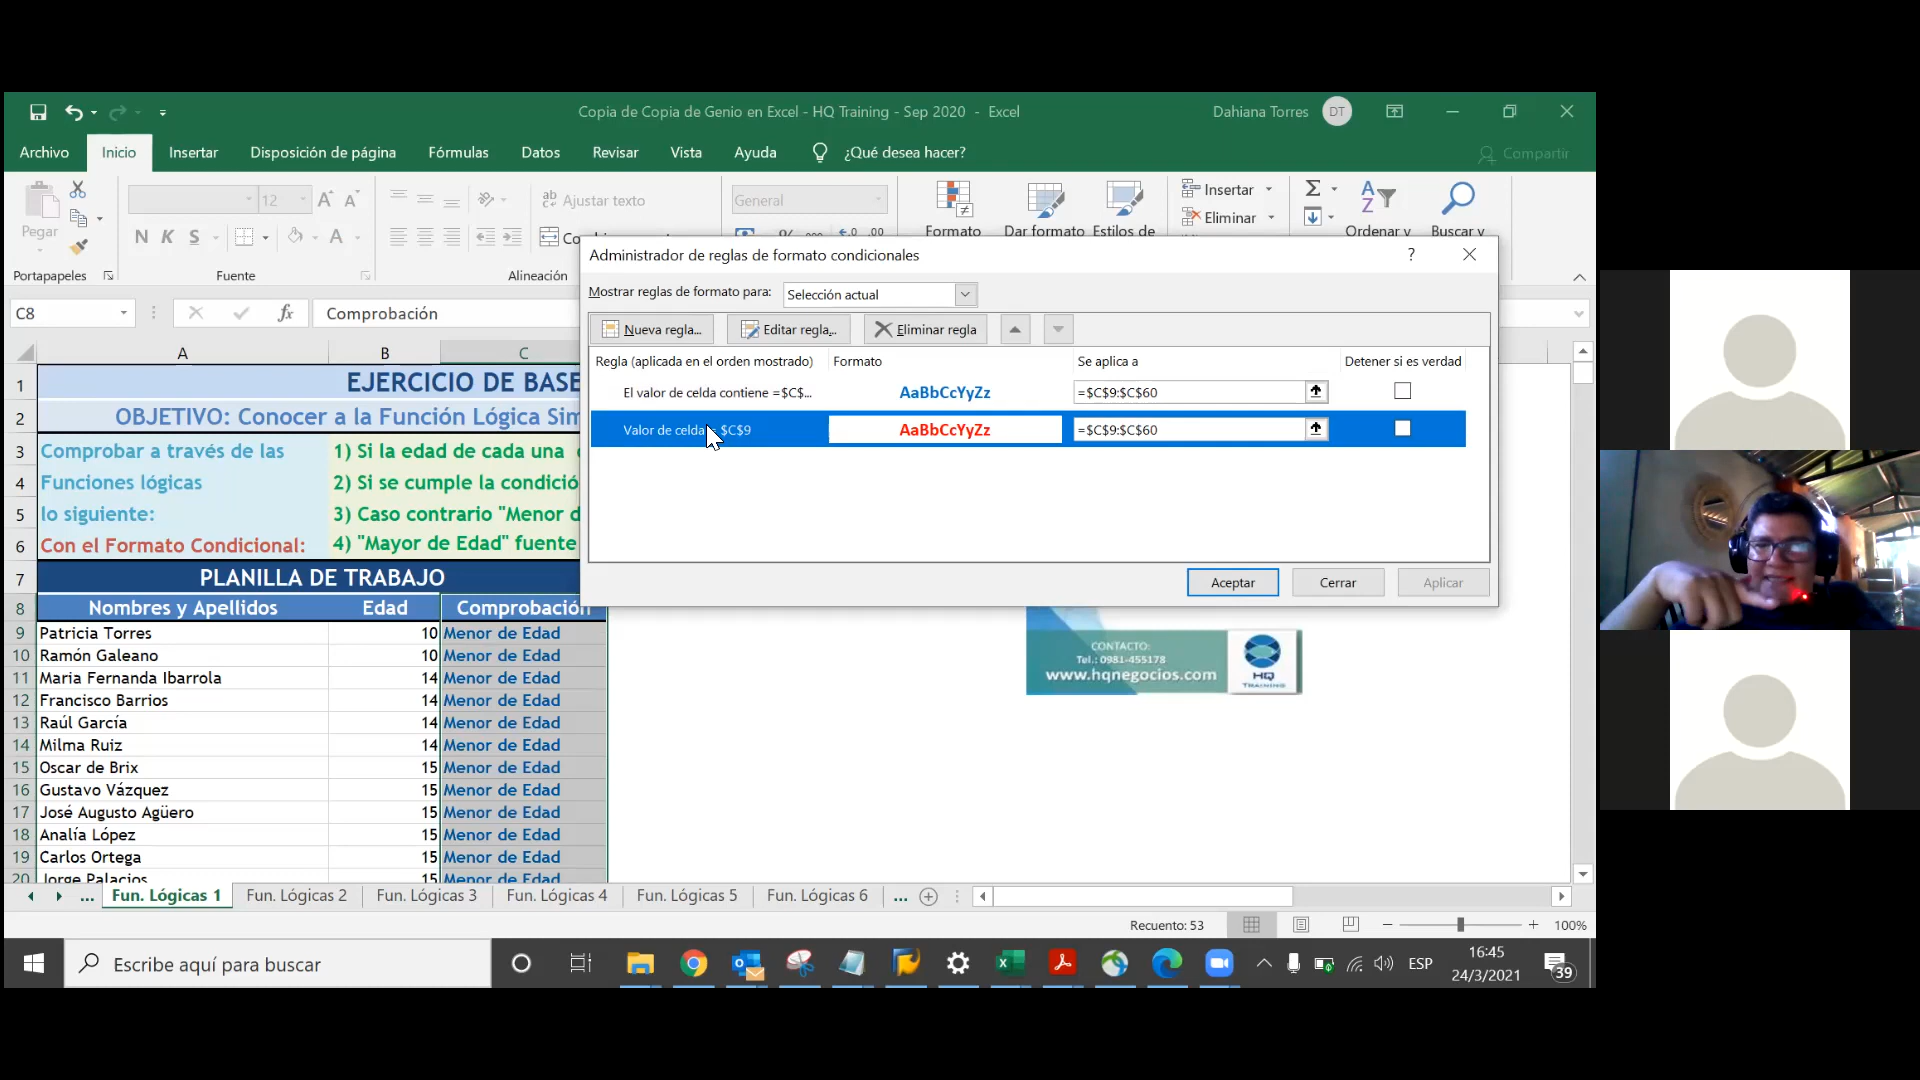 Copia de Copia de Genio en Excel - HQ Training - Sep 2020 - Excel
Dahiana Torres
DT
Archivo
Inicio
Insertar
Disposición de página
Fórmulas
Datos
Revisar
Vista
Ayuda
¿Qué desea hacer?
Compartir
Pegar
12
N K S
Ajustar texto
General
Formato
Dar formato
Estilos de
Insertar
Eliminar
Ordenar y
Buscar y
Portapapeles
Fuente
Alineación
Administrador de reglas de formato condicionales
Mostrar reglas de formato para:
Selección actual
Nueva regla...
Editar regla...
Eliminar regla
Regla (aplicada en el orden mostrado)
Formato
Se aplica a
Detener si es verdad
El valor de celda contiene =$C$...
AaBbCcYyZz
=$C$9:$C$60
Valor de celda = $C$9
AaBbCcYyZz
=$C$9:$C$60
Aceptar
Cerrar
Aplicar
C8
fx
Comprobación
A
B
C
1 EJERCICIO DE BASE
2 OBJETIVO: Conocer a la Función Lógica Sim
3 Comprobar a través de las 1) Si la edad de cada una
4 Funciones lógicas 2) Si se cumple la condició
5 lo siguiente: 3) Caso contrario "Menor d
6 Con el Formato Condicional: 4) "Mayor de Edad" fuente
7 PLANILLA DE TRABAJO
8 Nombres y Apellidos Edad Comprobación
9 Patricia Torres 10 Menor de Edad
10 Ramón Galeano 10 Menor de Edad
11 Maria Fernanda Ibarrola 14 Menor de Edad
12 Francisco Barrios 14 Menor de Edad
13 Raúl García 14 Menor de Edad
14 Milma Ruiz 14 Menor de Edad
15 Oscar de Brix 15 Menor de Edad
16 Gustavo Vázquez 15 Menor de Edad
17 José Augusto Agüero 15 Menor de Edad
18 Analía López 15 Menor de Edad
19 Carlos Ortega 15 Menor de Edad
20 Jorge Palacios 15 Menor de Edad
CONTACTO:
Tel.: 0981-455178
www.hqnegocios.com
HQ
TRAINING
... Fun. Lógicas 1
Fun. Lógicas 2
Fun. Lógicas 3
Fun. Lógicas 4
Fun. Lógicas 5
Fun. Lógicas 6
...
Recuento: 53
100%
Escribe aquí para buscar
ESP
16:45
24/3/2021
39